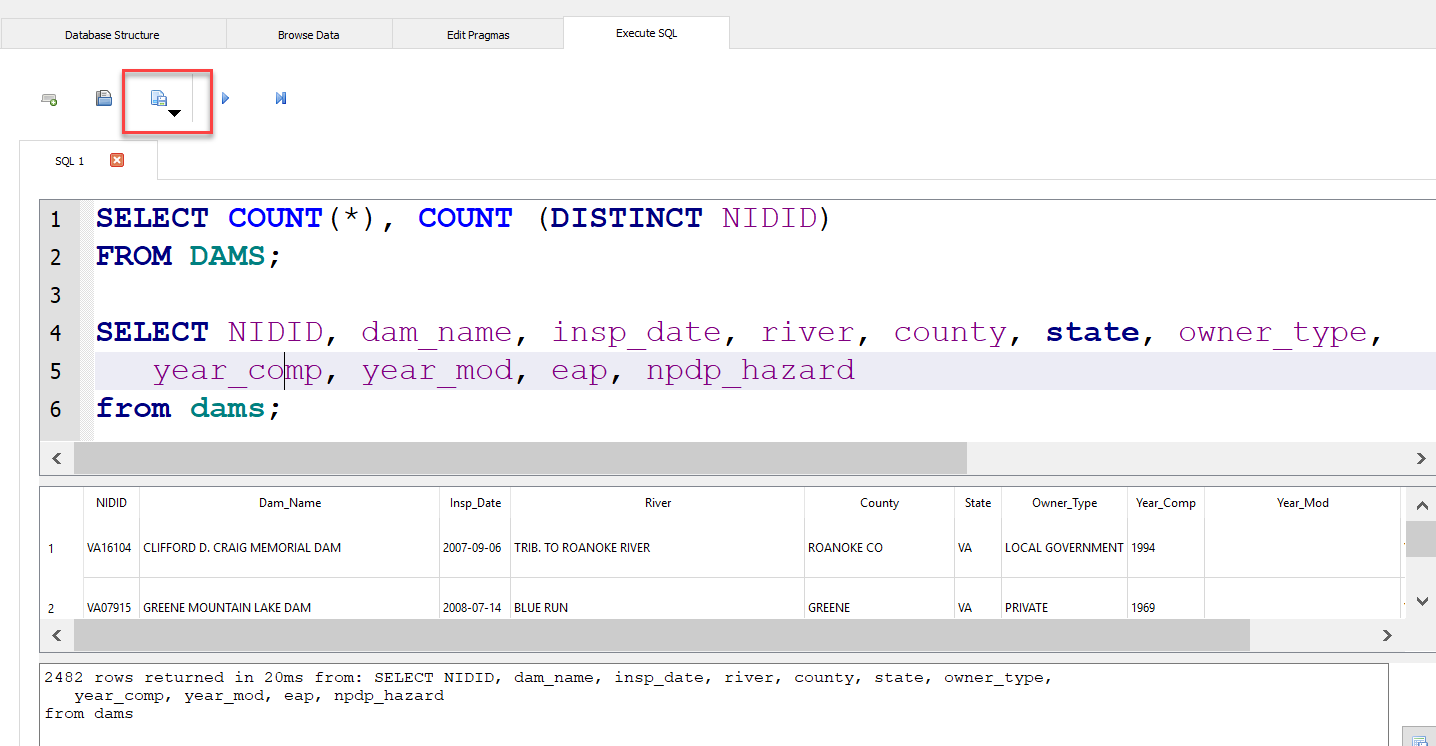 Database Structure Browse Data Edit Pragmas Execute SQL
SQL 1
1 SELECT COUNT(*), COUNT (DISTINCT NIDID)
2 FROM DAMS;
3
4 SELECT NIDID, dam_name, insp_date, river, county, state, owner_type,
5 year_comp, year_mod, eap, npdp_hazard
6 from dams;
NIDID Dam_Name Insp_Date River County State Owner_Type Year_Comp Year_Mod
1 VA16104 CLIFFORD D. CRAIG MEMORIAL DAM 2007-09-06 TRIB. TO ROANOKE RIVER ROANOKE CO VA LOCAL GOVERNMENT 1994
2 VA07915 GREENE MOUNTAIN LAKE DAM 2008-07-14 BLUE RUN GREENE VA PRIVATE 1969
2482 rows returned in 20ms from: SELECT NIDID, dam_name, insp_date, river, county, state, owner_type,
year_comp, year_mod, eap, npdp_hazard
from dams